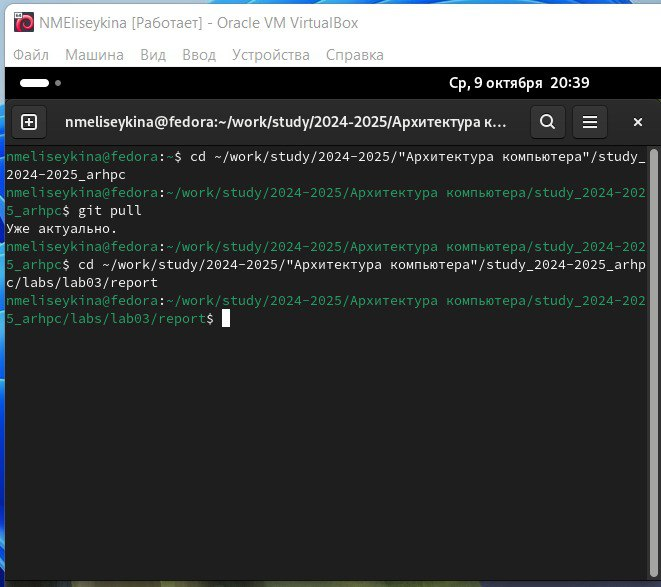 NMEliseykina [Работает] - Oracle VM VirtualBox
Файл Машина Вид Ввод Устройства Справка
Ср, 9 октября 20:39
nmeliseykina@fedora:~/work/study/2024-2025/Архитектура к...
nmeliseykina@fedora:~$ cd ~/work/study/2024-2025/"Архитектура компьютера"/study_
2024-2025_arhpc
nmeliseykina@fedora:~/work/study/2024-2025/Архитектура компьютера/study_2024-202
5_arhpc$ git pull
Уже актуально.
nmeliseykina@fedora:~/work/study/2024-2025/Архитектура компьютера/study_2024-202
5_arhpc$ cd ~/work/study/2024-2025/"Архитектура компьютера"/study_2024-2025_arhp
c/labs/lab03/report
nmeliseykina@fedora:~/work/study/2024-2025/Архитектура компьютера/study_2024-202
5_arhpc/labs/lab03/report$